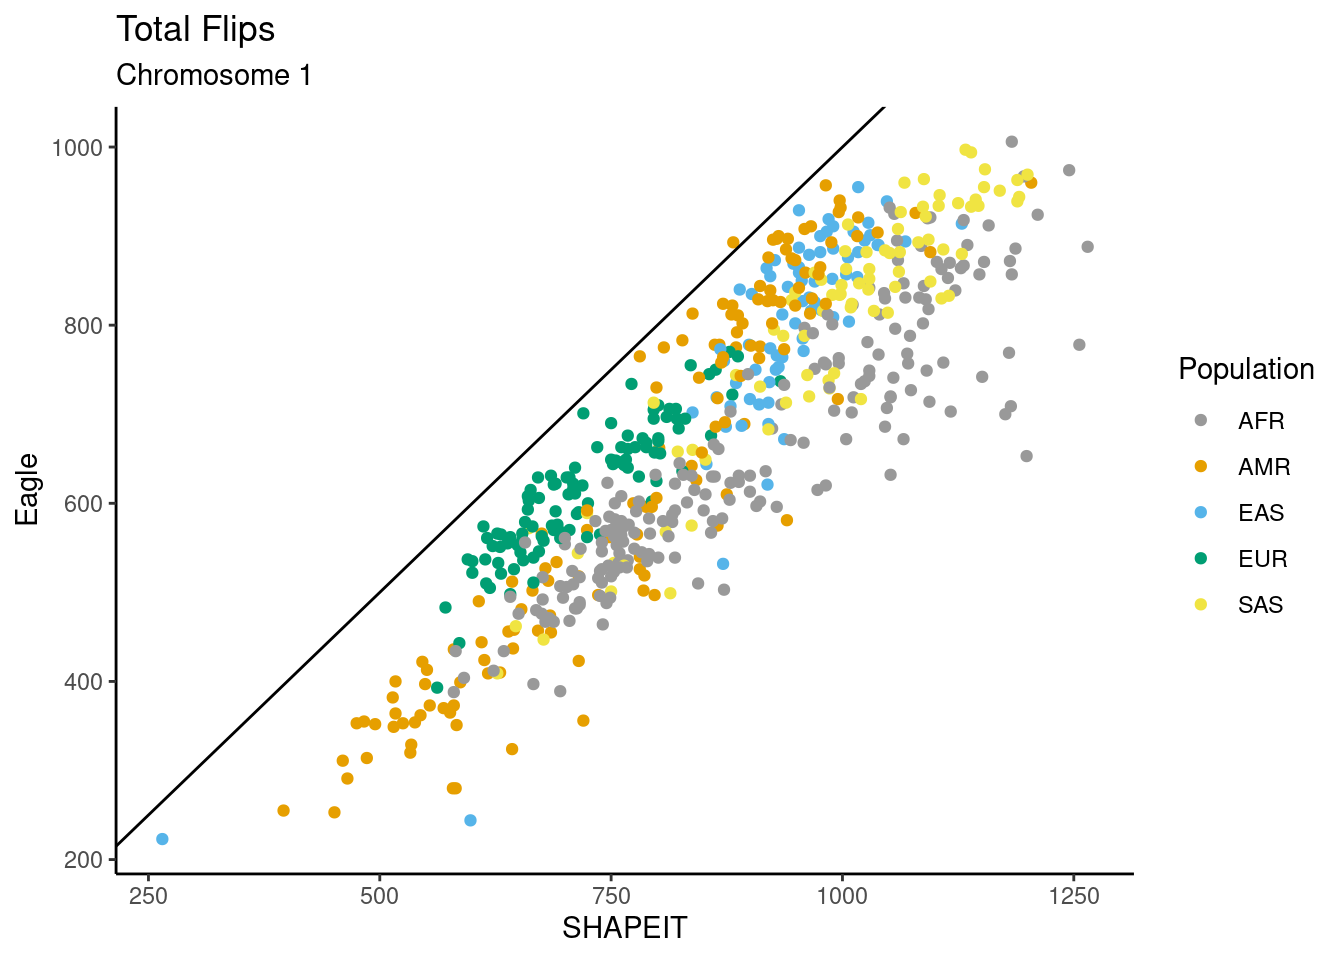 Total Flips
Chromosome 1
1000
800
600
400
200
Eagle
250
500
750
1000
1250
SHAPEIT
Population
AFR
AMR
EAS
EUR
SAS